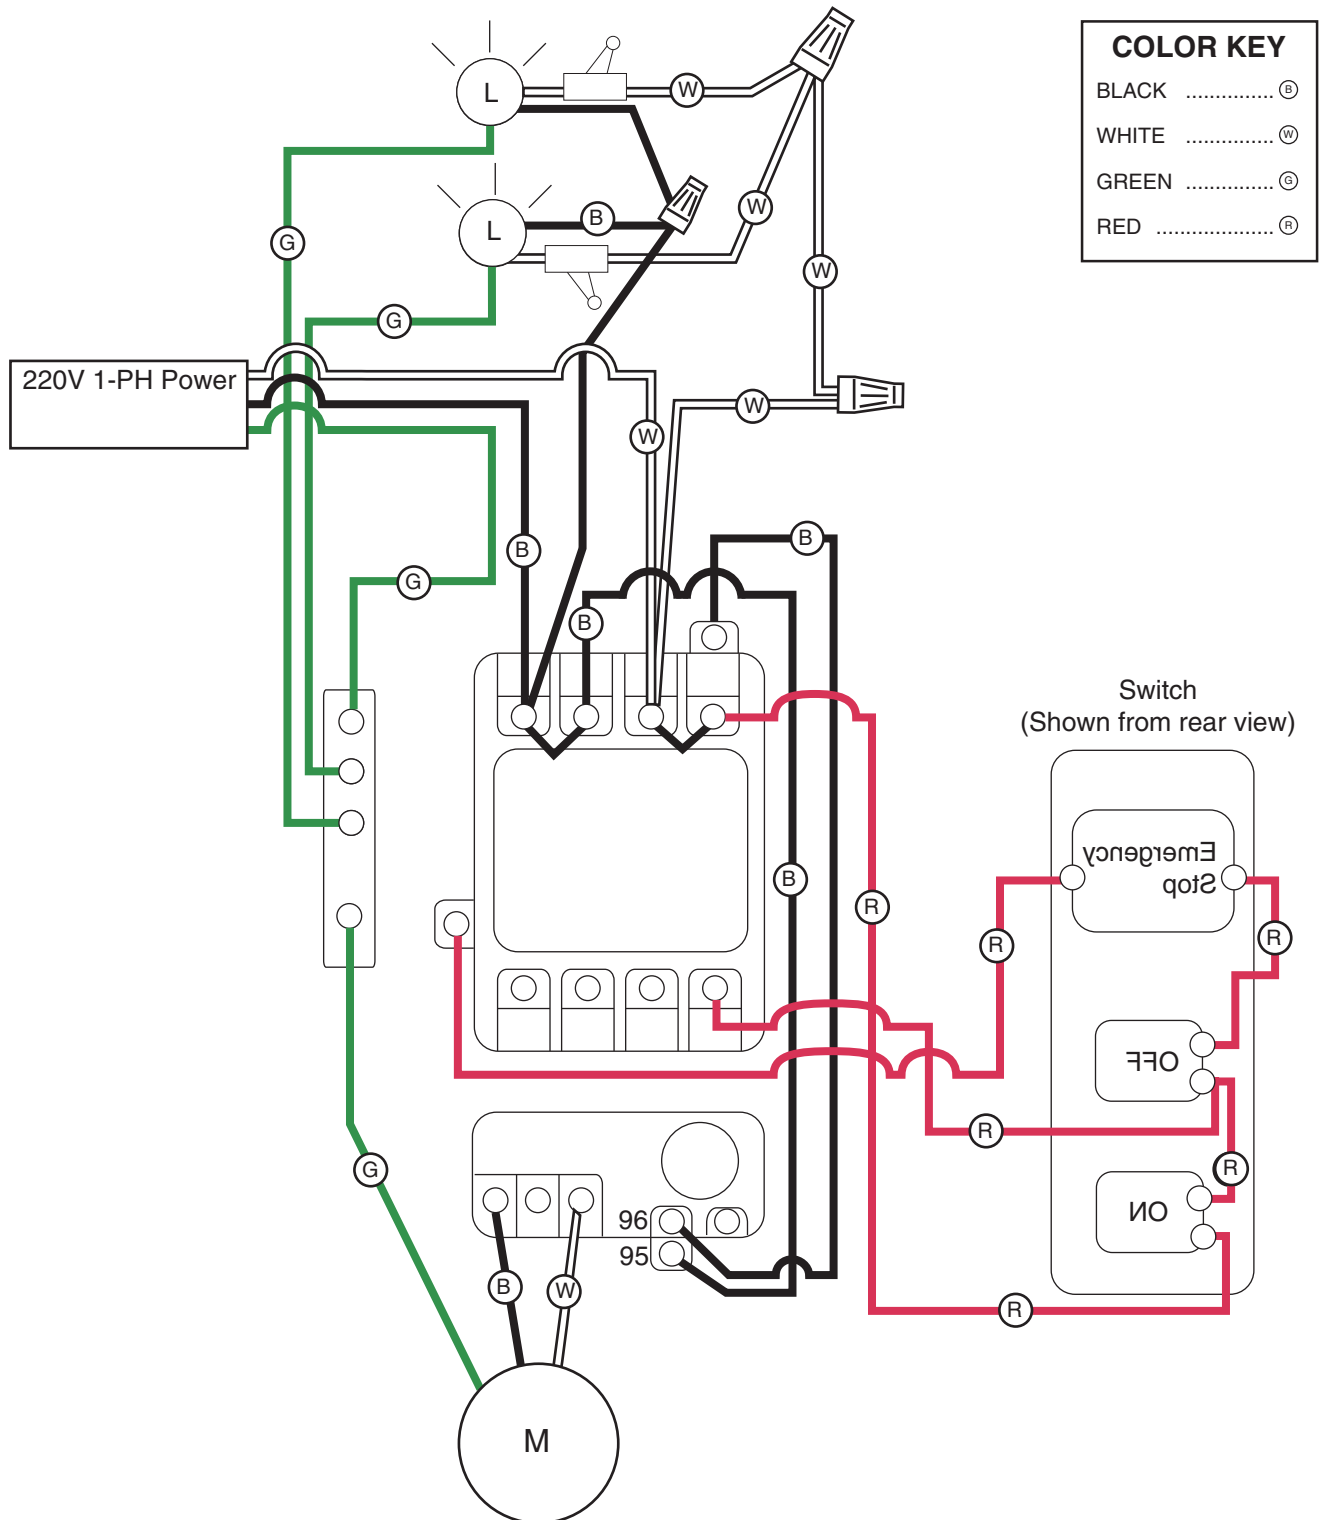 COLOR KEY
BLACK ............... B
WHITE ............... W
GREEN ............... G
RED .................... R
L
W
B
L
W
G
W
G
220V 1-PH Power
W
W
B
B
G
B
Switch
(Shown from rear view)
Emergency
Stop
B
R
R
R
OFF
R
G
R
ON
96
95
B
W
R
M